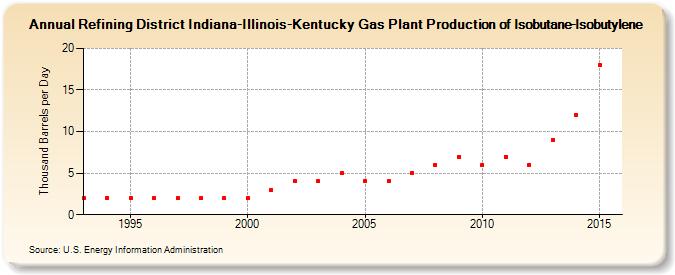 Annual Refining District Indiana-Illinois-Kentucky Gas Plant Production of Isobutane-Isobutylene
Thousand Barrels per Day
20
15
10
5
0
1995 2000 2005 2010 2015
Source: U.S. Energy Information Administration